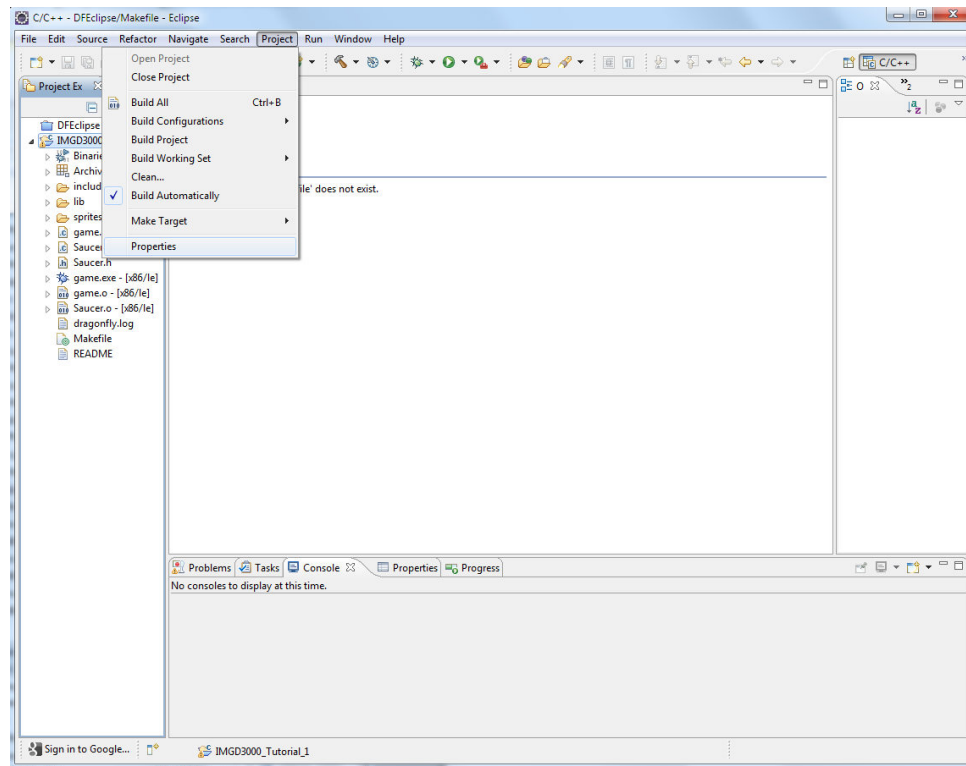 C/C++ - DFEclipse/Makefile - Eclipse
File Edit Source Refactor Navigate Search Project Run Window Help
C/C++
Project Ex
O
2
Open Project
Close Project
Build All Ctrl+B
Build Configurations
Build Project
Build Working Set
Clean...
Build Automatically
Make Target
Properties
DFEclipse
IMGD3000
Binarie
Archiv
includ
lib
sprites
game.
Saucer
Saucer.h
game.exe - [x86/le]
game.o - [x86/le]
Saucer.o - [x86/le]
dragonfly.log
Makefile
README
ile' does not exist.
Problems Tasks Console Properties Progress
No consoles to display at this time.
Sign in to Google...
IMGD3000_Tutorial_1